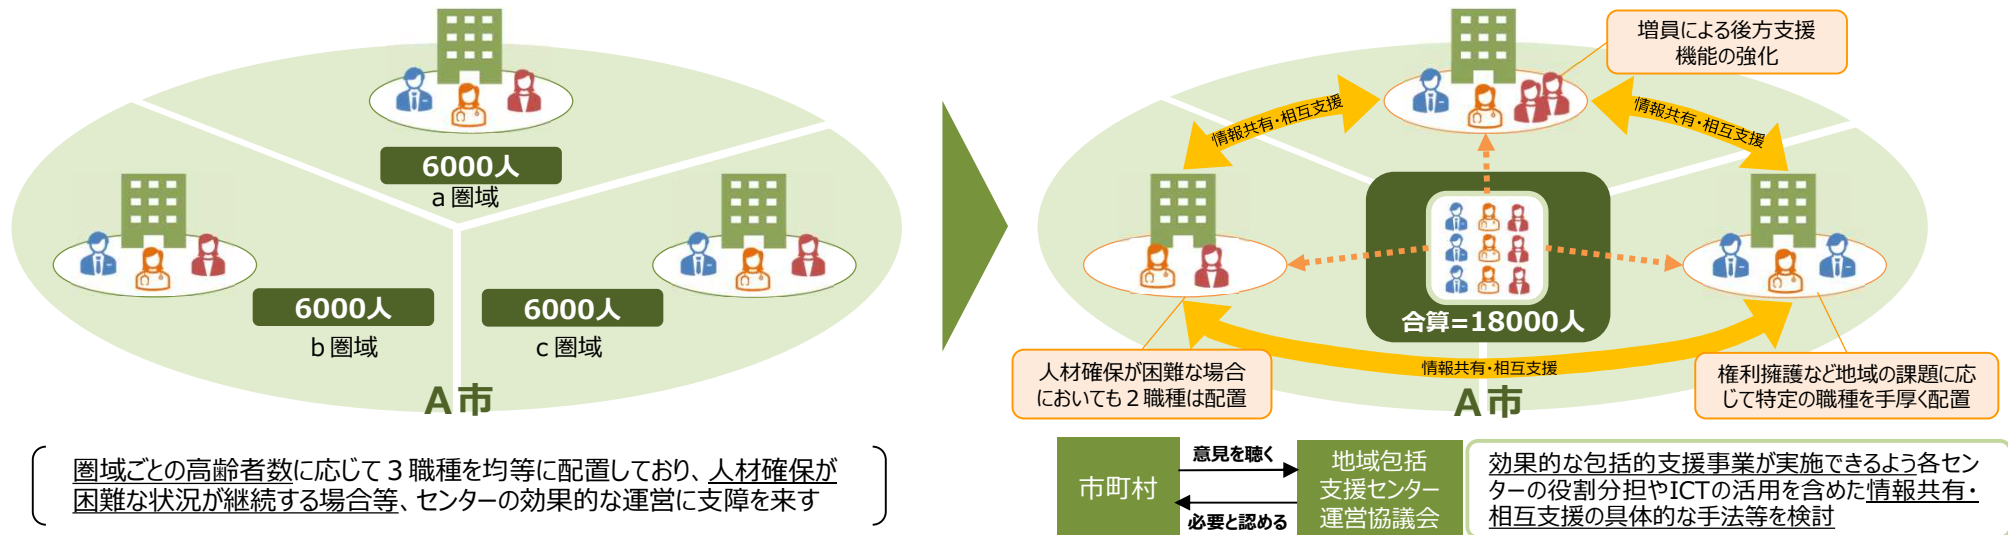 6000人
a 圏域
6000人
b 圏域
6000人
c 圏域
A市
圏域ごとの高齢者数に応じて３職種を均等に配置しており、人材確保が
困難な状況が継続する場合等、センターの効果的な運営に支障を来す
増員による後方支援
機能の強化
情報共有・相互支援
情報共有・相互支援
合算=18000人
情報共有・相互支援
人材確保が困難な場合
においても２職種は配置
A市
権利擁護など地域の課題に応
じて特定の職種を手厚く配置
市町村
意見を聴く
必要と認める
地域包括
支援センター
運営協議会
効果的な包括的支援事業が実施できるよう各セン
ターの役割分担やICTの活用を含めた情報共有・
相互支援の具体的な手法等を検討